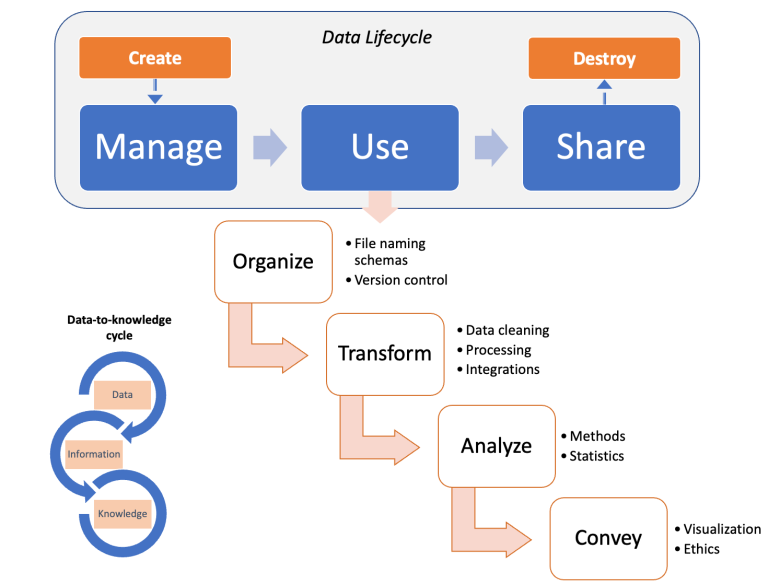 Data Lifecycle
Create
Destroy
Manage
Use
Share
Organize
• File naming
schemas
• Version control
Data-to-knowledge
cycle
Transform
• Data cleaning
• Processing
• Integrations
Data
Analyze
• Methods
• Statistics
Information
Knowledge
Convey
• Visualization
• Ethics